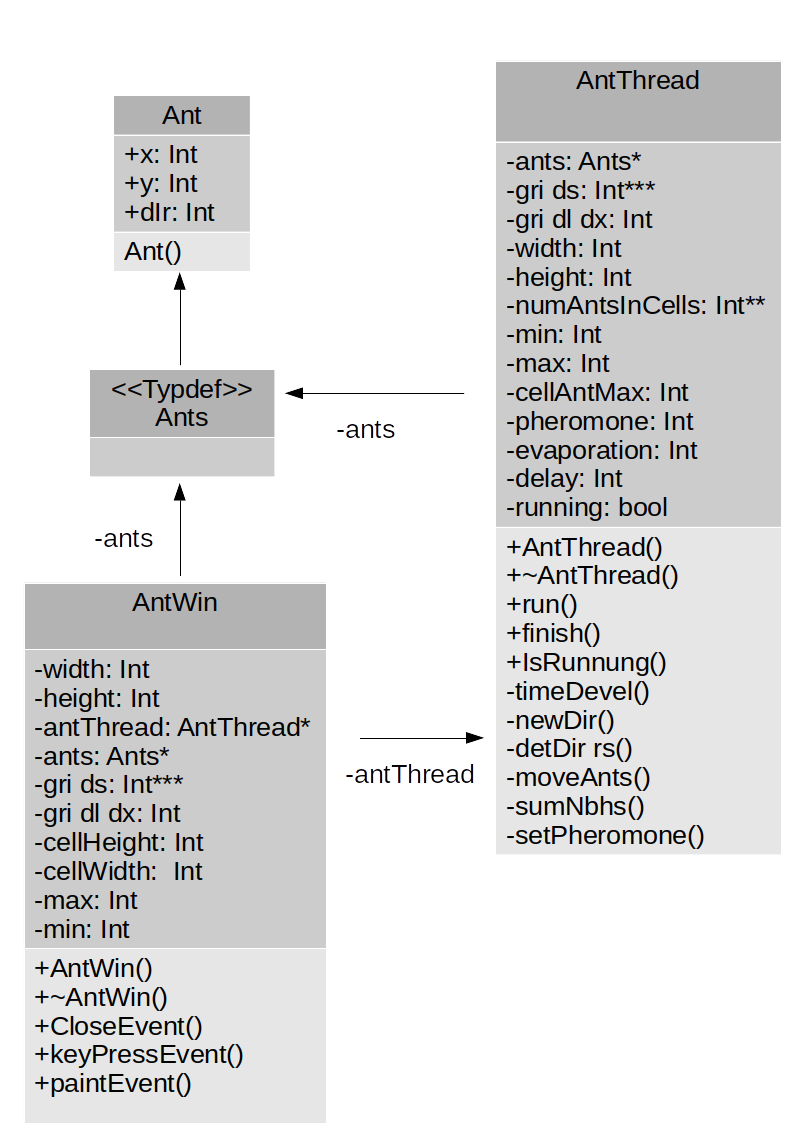 Ant
+x: Int
+y: Int
+dIr: Int
Ant()
<<Typdef>>
Ants
-ants
-ants
AntWin
-width: Int
-height: Int
-antThread: AntThread*
-ants: Ants*
-gri ds: Int***
-gri dl dx: Int
-cellHeight: Int
-cellWidth:  Int
-max: Int
-min: Int
+AntWin()
+~AntWin()
+CloseEvent()
+keyPressEvent()
+paintEvent()
-antThread
AntThread
-ants: Ants*
-gri ds: Int***
-gri dl dx: Int
-width: Int
-height: Int
-numAntsInCells: Int**
-min: Int
-max: Int
-cellAntMax: Int
-pheromone: Int
-evaporation: Int
-delay: Int
-running: bool
+AntThread()
+~AntThread()
+run()
+finish()
+IsRunnung()
-timeDevel()
-newDir()
-detDir rs()
-moveAnts()
-sumNbhs()
-setPheromone()